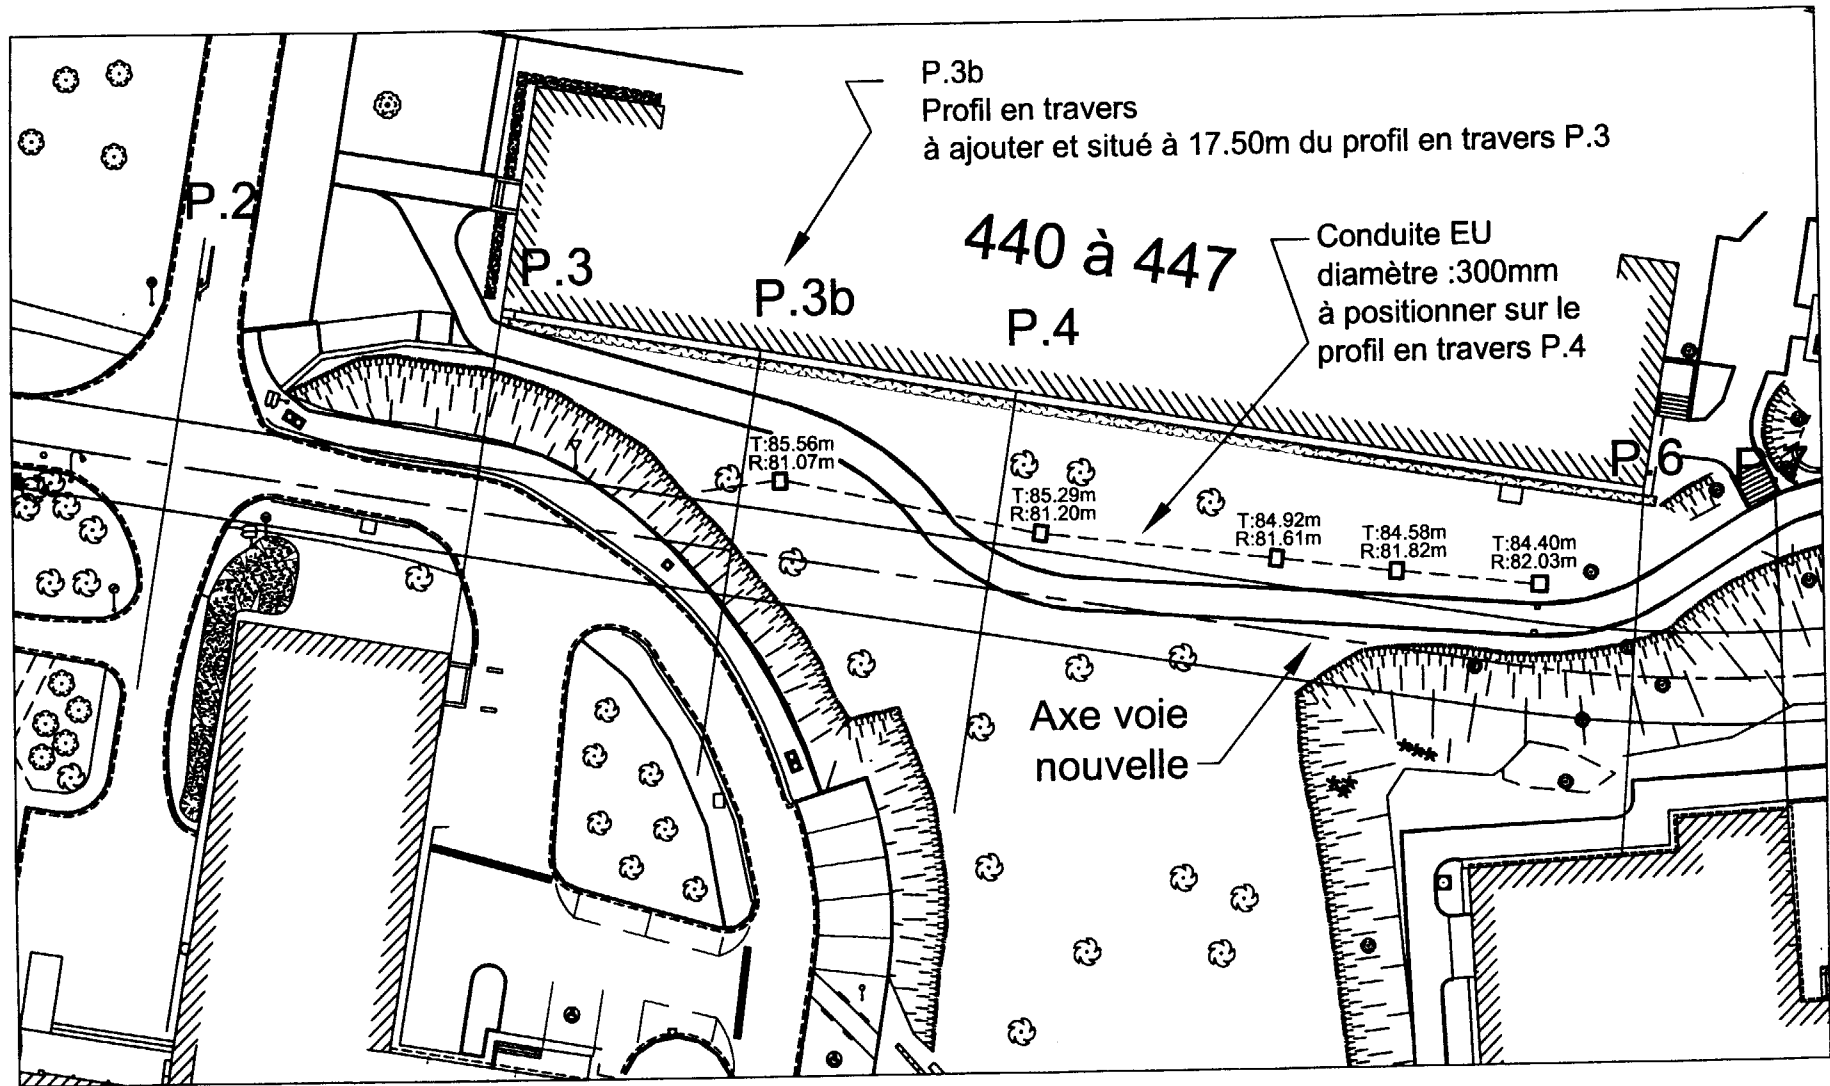 P.3b
Profil en travers
à ajouter et situé à 17.50m du profil en travers P.3
P.2
440 à 447
Conduite EU
diamètre :300mm
à positionner sur le
profil en travers P.4
P.3
P.3b
P.4
T:85.56m
R:81.07m
P.6
T:85.29m
R:81.20m
T:84.92m
R:81.61m
T:84.58m
R:81.82m
T:84.40m
R:82.03m
Axe voie
nouvelle